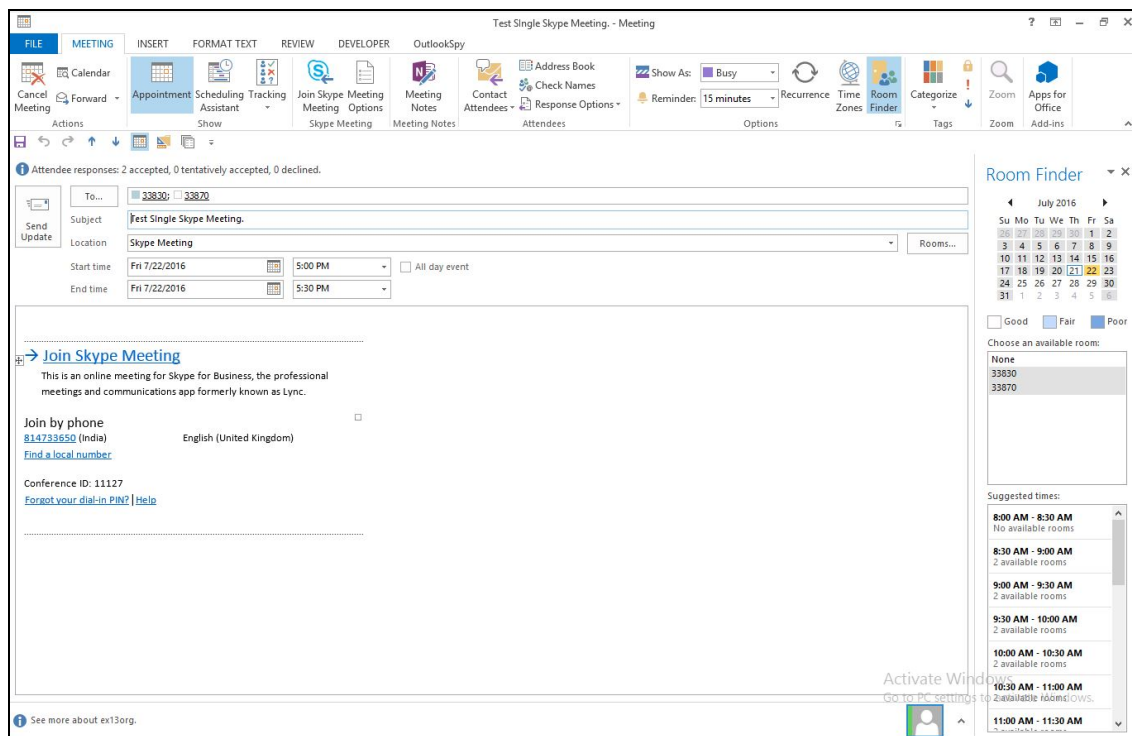 Test SIngle Skype Meeting. - Meeting
FILE MEETING INSERT FORMAT TEXT REVIEW DEVELOPER OutlookSpy
Cancel Meeting
Calendar
Forward
Actions
Appointment
Scheduling Assistant
Tracking
Show
Join Skype Meeting
Meeting Options
Skype Meeting
Meeting Notes
Meeting Notes
Contact Attendees
Address Book
Check Names
Response Options
Attendees
Show As: Busy
Reminder: 15 minutes
Recurrence
Time Zones
Room Finder
Options
Categorize
Tags
Zoom
Zoom
Apps for Office
Add-ins
Attendee responses: 2 accepted, 0 tentatively accepted, 0 declined.
Send Update
To... 33830; 33870
Subject Test SIngle Skype Meeting.
Location Skype Meeting Rooms...
Start time Fri 7/22/2016 5:00 PM All day event
End time Fri 7/22/2016 5:30 PM
Join Skype Meeting
This is an online meeting for Skype for Business, the professional
meetings and communications app formerly known as Lync.
Join by phone
814733650 (India) English (United Kingdom)
Find a local number
Conference ID: 11127
Forgot your dial-in PIN? | Help
See more about ex13org.
Room Finder
July 2016
Su Mo Tu We Th Fr Sa
26 27 28 29 30 1 2
3 4 5 6 7 8 9
10 11 12 13 14 15 16
17 18 19 20 21 22 23
24 25 26 27 28 29 30
31 1 2 3 4 5 6
Good Fair Poor
Choose an available room:
None
33830
33870
Suggested times:
8:00 AM - 8:30 AM
No available rooms
8:30 AM - 9:00 AM
2 available rooms
9:00 AM - 9:30 AM
2 available rooms
9:30 AM - 10:00 AM
2 available rooms
10:00 AM - 10:30 AM
2 available rooms
10:30 AM - 11:00 AM
2 available rooms
11:00 AM - 11:30 AM
Activate Windows
Go to PC settings to activate Windows.